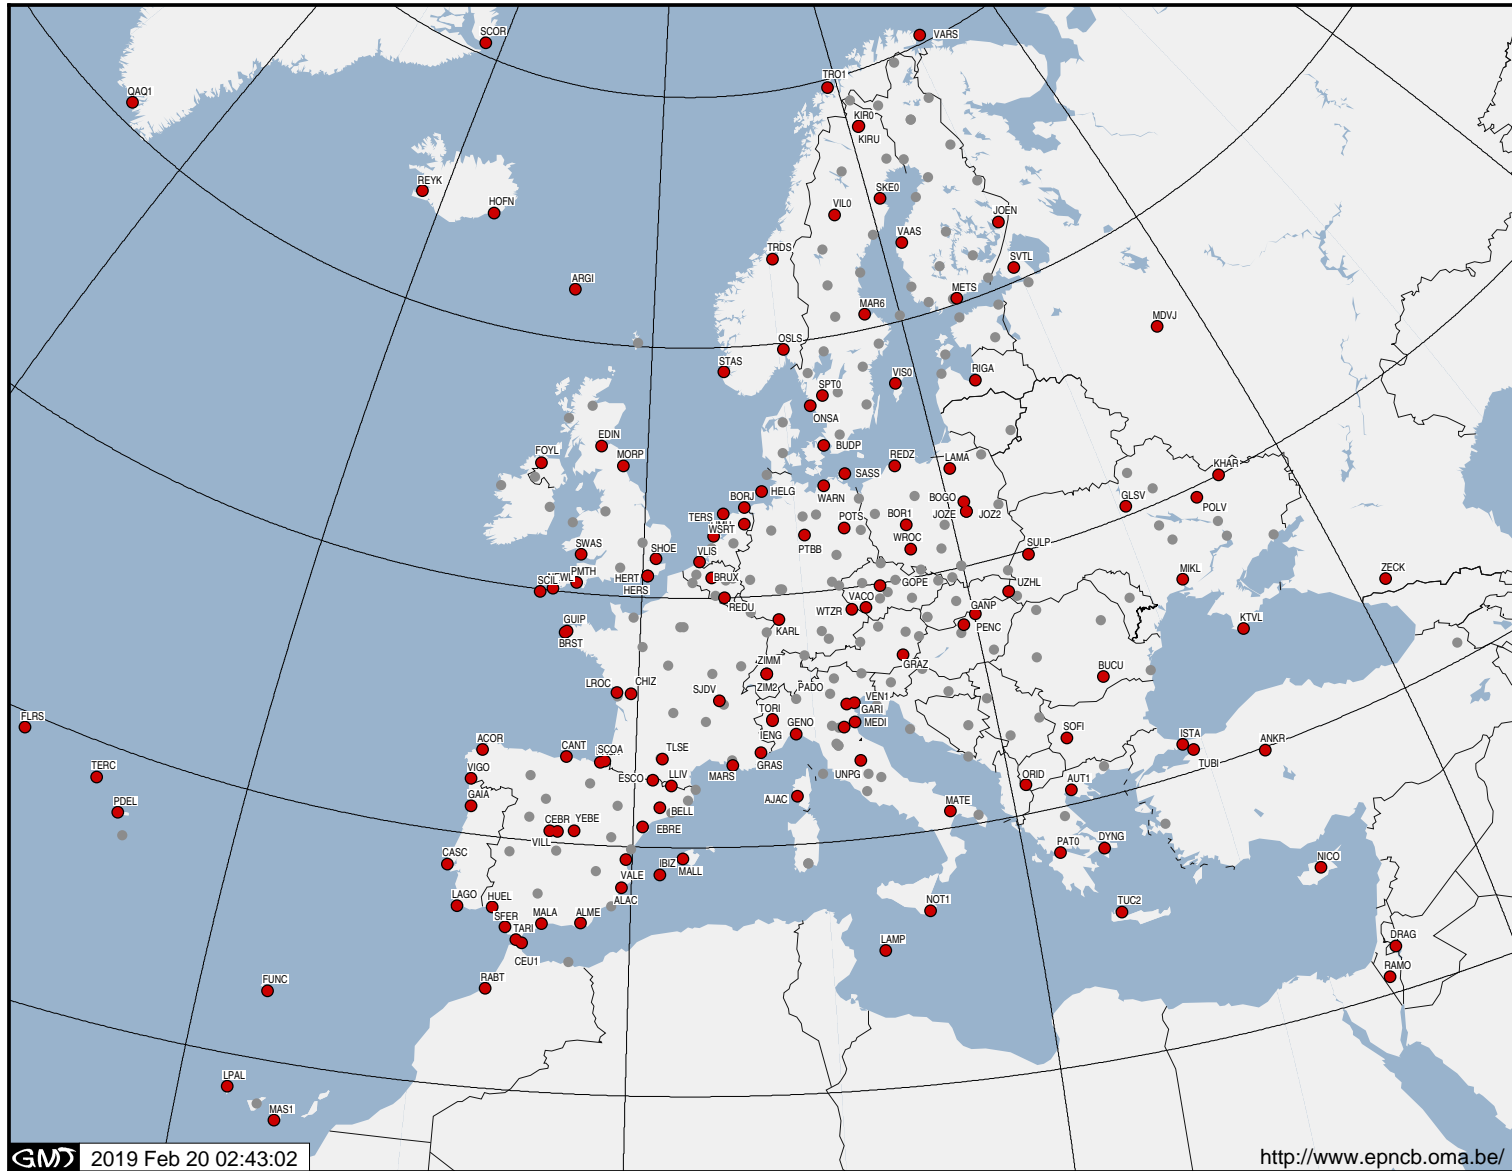 SCOR
VARS
QAQ1
TRO1
KIR0
KIRU
REYK
HOFN
SKE0
VIL0
JOEN
VAAS
TRDS
SVTL
ARGI
METS
MAR6
MDVJ
OSLS
STAS
RIGA
VIS0
SPT0
ONSA
EDIN
BUDP
FOYL
MORP
REDZ
LAMA
KHAR
SASS
HELG
WARN
BORJ
GLSV
POLV
BOGO
JOZE JOZ2
TERS
POTS
BOR1
WSRT
PTBB
WROC
SWAS
SHOE
VLIS
SULP
PMTH
SCIL
HERT
HERS
BRUX
GOPE
UZHL
MIKL
ZECK
REDU
VACO
WTZR
GANP
PENC
KTVL
GUIP
BRST
KARL
GRAZ
ZIMM
ZIM2
BUCU
LROC
CHIZ
SJDV
PADO
VEN1
GARI
TORI
IENG
GENO
MEDI
FLRS
ACOR
CANT
SCOA
TLSE
SOFI
ISTA
TUBI
ANKR
TERC
VIGO
ESCO
LLIV
MARS
GRAS
UNPG
ORID
AUT1
GAIA
PDEL
AJAC
MATE
BELL
CEBR
YEBE
VILL
EBRE
PAT0
DYNG
CASC
IBIZ
MALL
NICO
VALE
ALAC
LAGO
HUEL
SFER
TARI
MALA
ALME
NOT1
TUC2
LAMP
DRAG
CEU1
RAMO
RABT
FUNC
LPAL
MAS1
GMT 2019 Feb 20 02:43:02
http://www.epncb.oma.be/